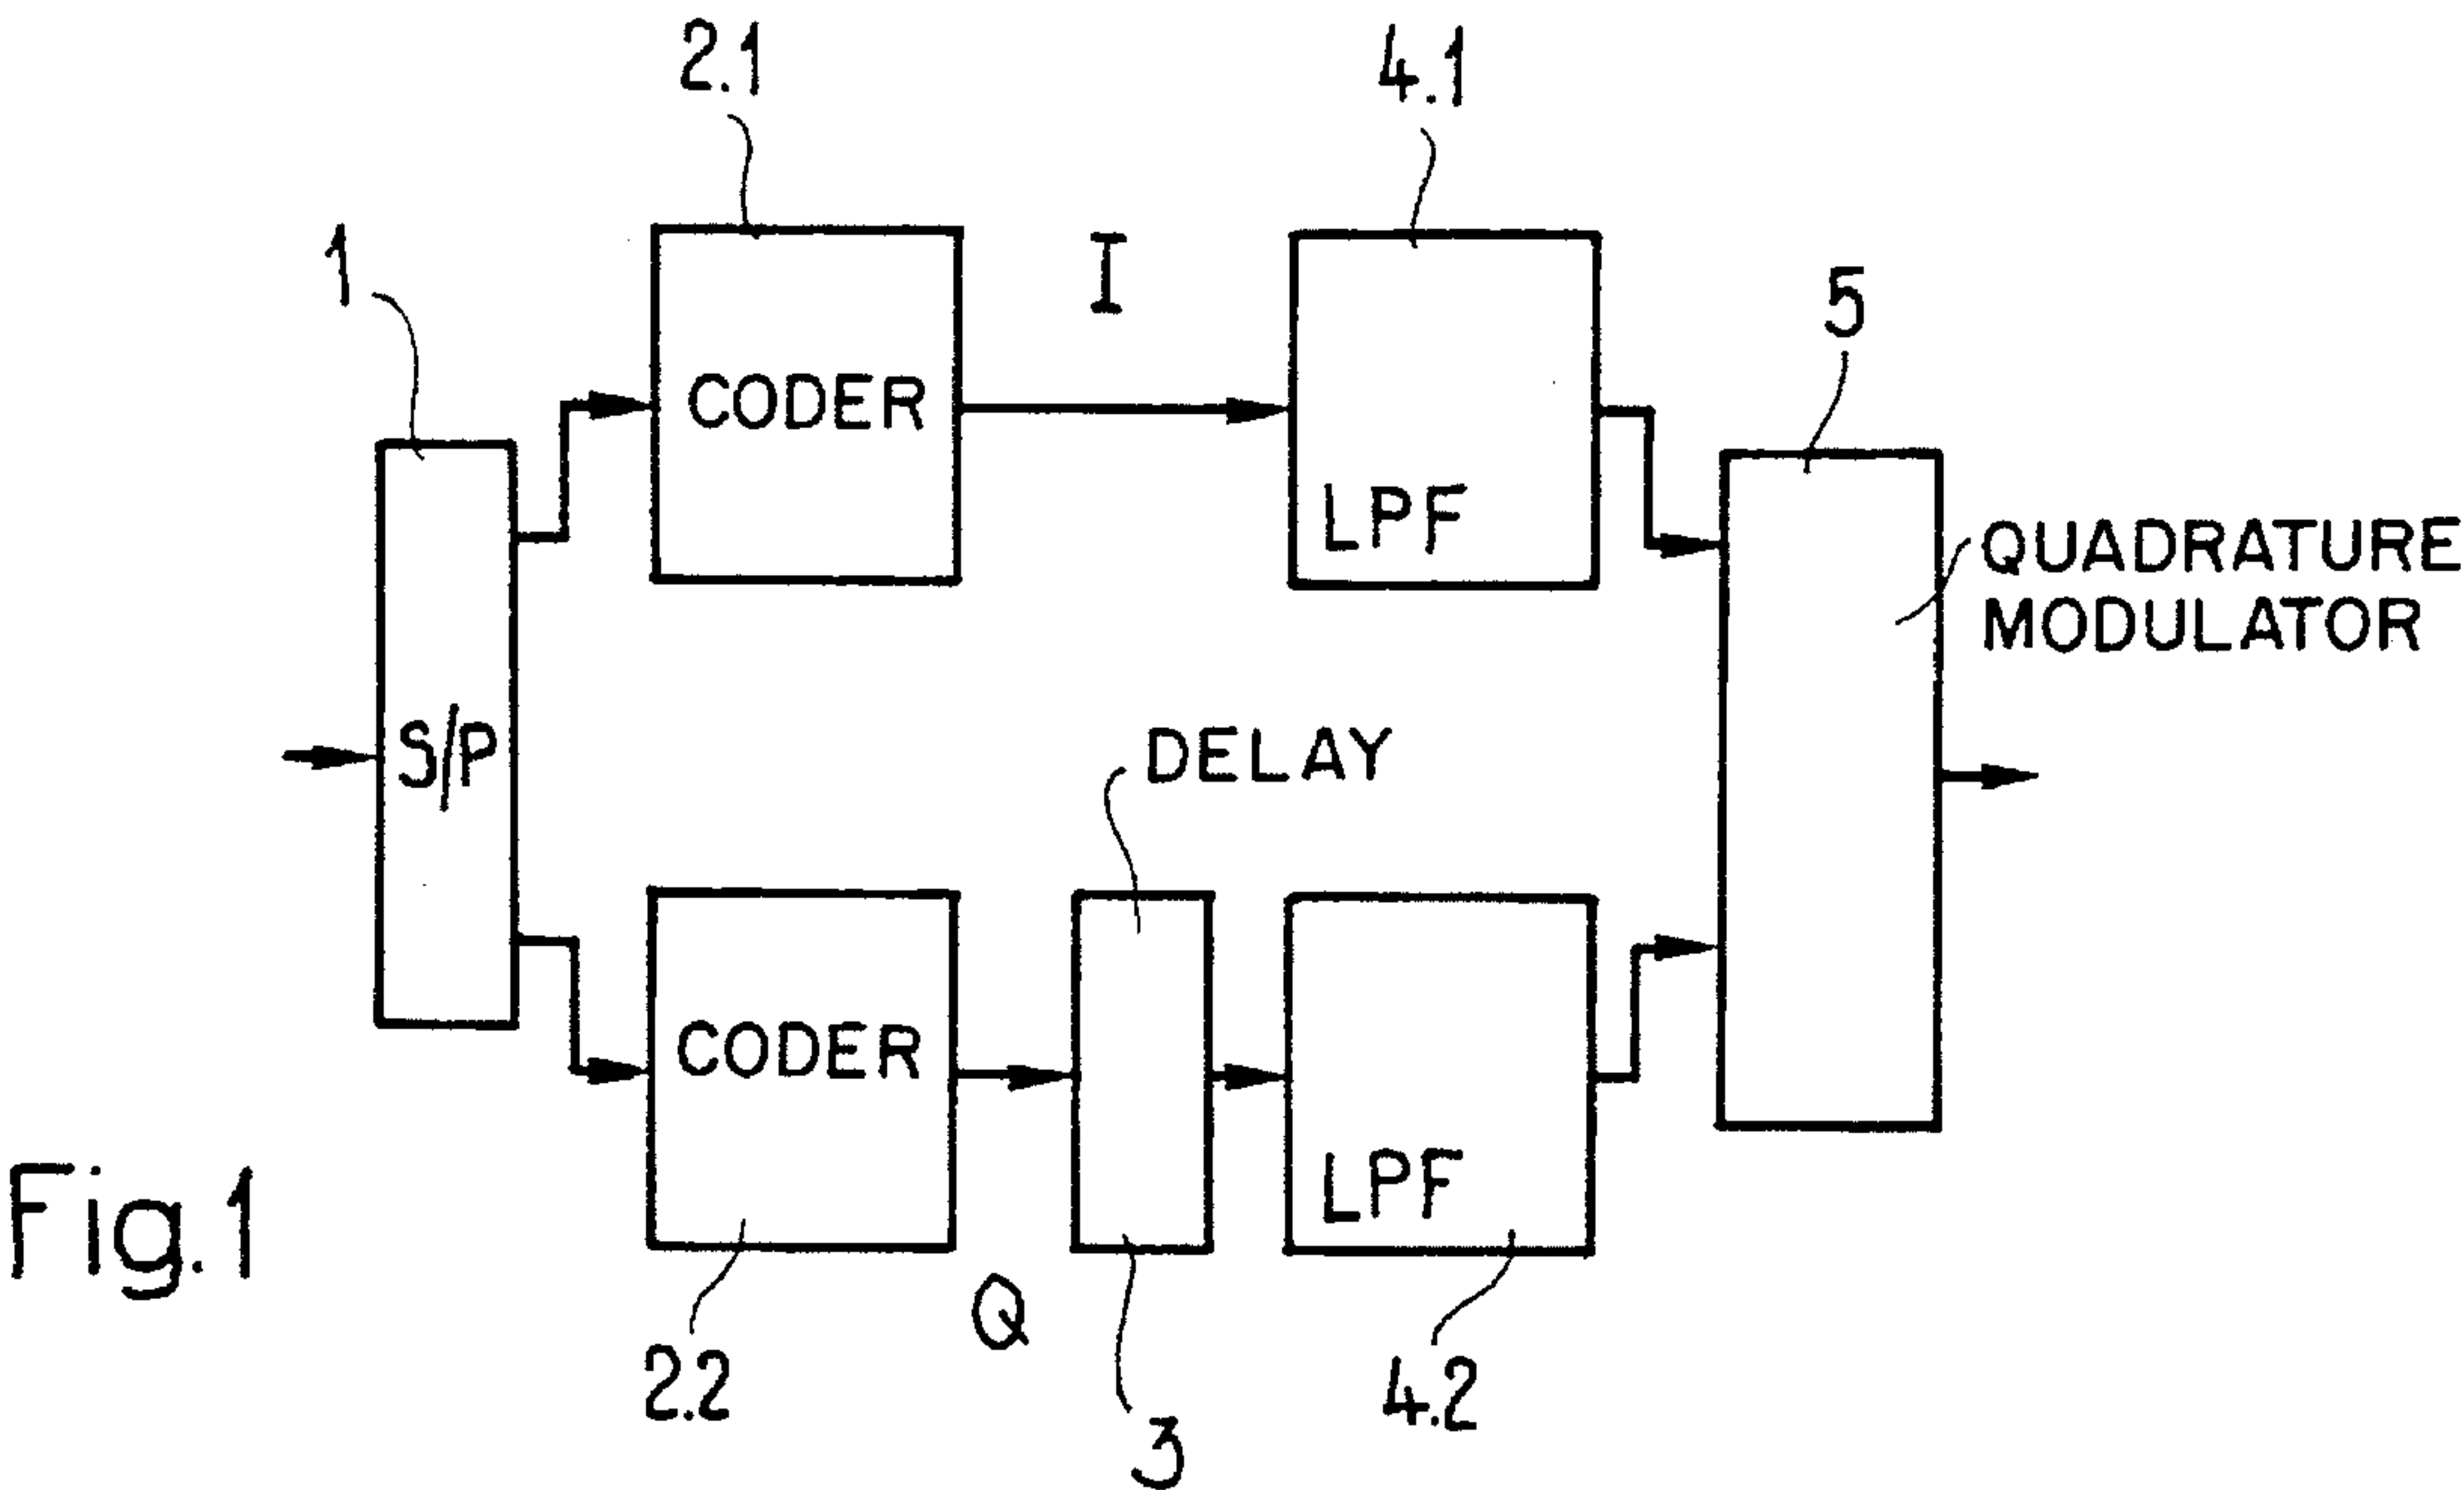 2.1
4.1
1
I
5
CODER
LPF
QUADRATURE
MODULATOR
S/P
DELAY
CODER
LPF
Fig.1
Q
2.2
4.2
3